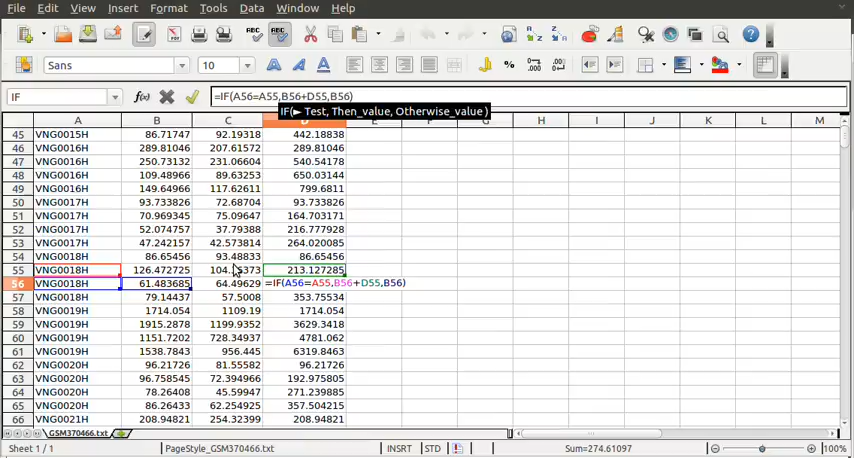 File Edit View Insert Format Tools Data Window Help
Sans 10
IF =IF(A56=A55,B56+D55,B56)
IF(► Test, Then_value, Otherwise_value)
A B C D E F G H I J K L M
45 VNG0015H 86.71747 92.19318 442.18838
46 VNG0016H 289.81046 207.61572 289.81046
47 VNG0016H 250.73132 231.06604 540.54178
48 VNG0016H 109.48966 89.63253 650.03144
49 VNG0016H 149.64966 117.62611 799.6811
50 VNG0017H 93.733826 72.68704 93.733826
51 VNG0017H 70.969345 75.09647 164.703171
52 VNG0017H 52.074757 37.79388 216.777928
53 VNG0017H 47.242157 42.573814 264.020085
54 VNG0018H 86.65456 93.48833 86.65456
55 VNG0018H 126.472725 213.127285
56 VNG0018H 61.483685 64.49629 =IF(A56=A55,B56+D55,B56)
57 VNG0018H 79.14437 57.5008 353.75534
58 VNG0019H 1714.054 1109.19 1714.054
59 VNG0019H 1915.2878 1199.9352 3629.3418
60 VNG0019H 1151.7202 728.34937 4781.062
61 VNG0019H 1538.7843 956.445 6319.8463
62 VNG0020H 96.21726 81.55582 96.21726
63 VNG0020H 96.758545 72.394966 192.975805
64 VNG0020H 78.26408 45.59947 271.239885
65 VNG0020H 86.26433 62.254925 357.504215
66 VNG0021H 208.94821 254.32399 208.94821
GSM370466.txt
Sheet 1 / 1 PageStyle_GSM370466.txt INSRT STD Sum=274.61097 100%